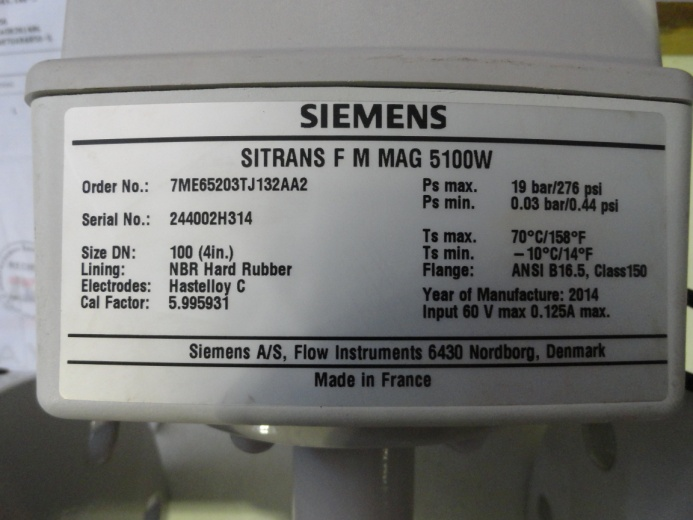 SIEMENS
SITRANS F M MAG 5100W
Order No.: 7ME65203TJ132AA2
Serial No.: 244002H314
Size DN: 100 (4in.)
Lining: NBR Hard Rubber
Electrodes: Hastelloy C
Cal Factor: 5.995931
Ps max. 19 bar/276 psi
Ps min. 0.03 bar/0.44 psi
Ts max. 70°C/158°F
Ts min. –10°C/14°F
Flange: ANSI B16.5, Class150
Year of Manufacture: 2014
Input 60 V max 0.125A max.
Siemens A/S, Flow Instruments 6430 Nordborg, Denmark
Made in France